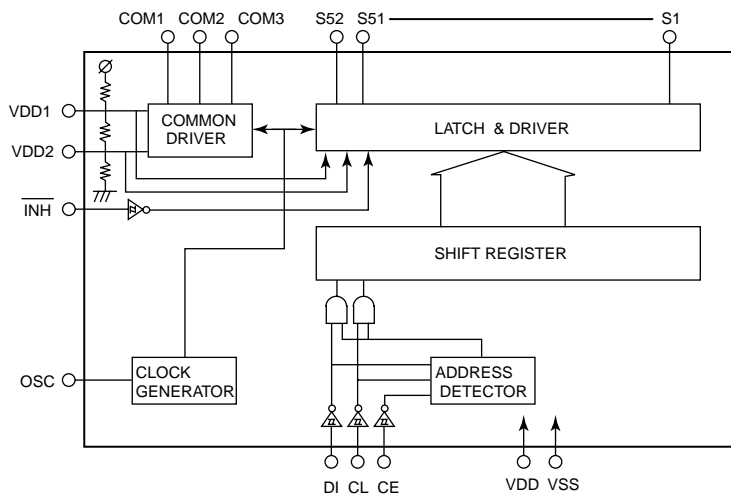 COM1 COM2 COM3 S52 S51 S1
VDD1
COMMON
DRIVER
LATCH & DRIVER
VDD2
INH
SHIFT REGISTER
OSC
CLOCK
GENERATOR
ADDRESS
DETECTOR
DI CL CE VDD VSS